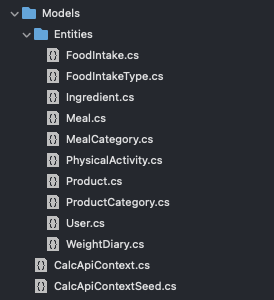 Models
Entities
FoodIntake.cs
FoodIntakeType.cs
Ingredient.cs
Meal.cs
MealCategory.cs
PhysicalActivity.cs
Product.cs
ProductCategory.cs
User.cs
WeightDiary.cs
CalcApiContext.cs
CalcApiContextSeed.cs